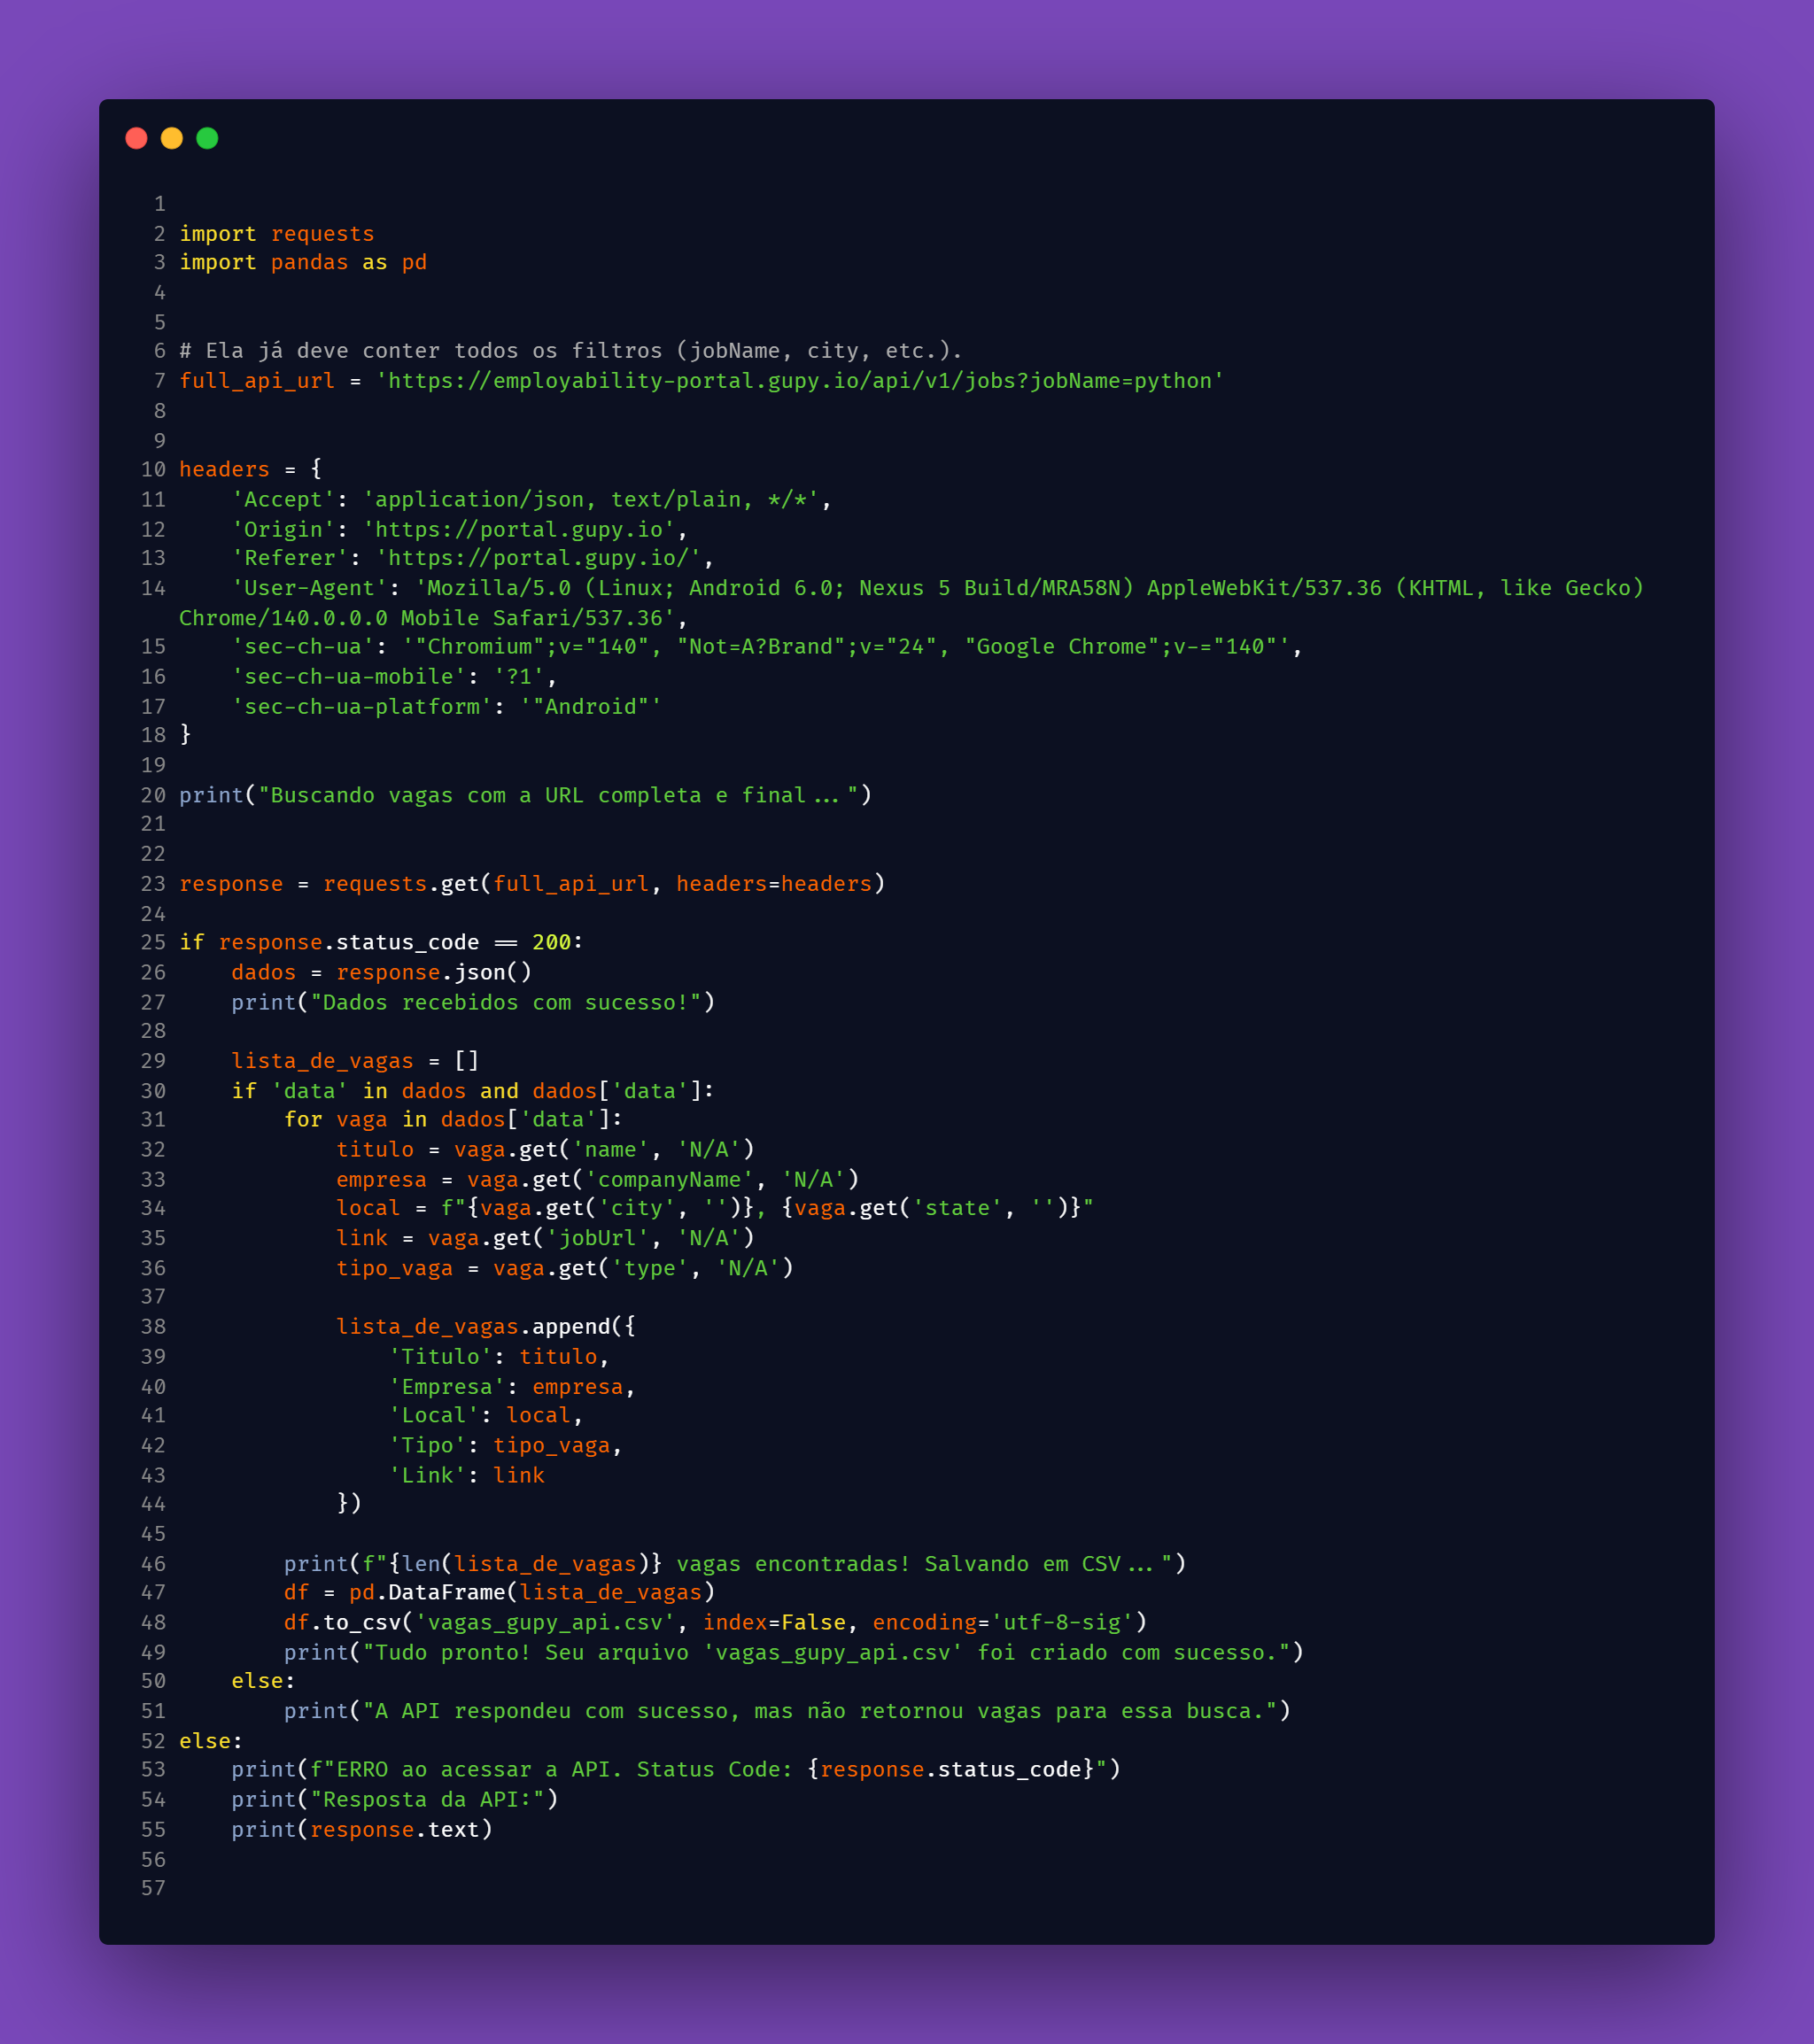 1
2 import requests
3 import pandas as pd
4
5
6 # Ela já deve conter todos os filtros (jobName, city, etc.).
7 full_api_url = 'https://employability-portal.gupy.io/api/v1/jobs?jobName=python'
8
9
10 headers = {
11     'Accept': 'application/json, text/plain, */*',
12     'Origin': 'https://portal.gupy.io',
13     'Referer': 'https://portal.gupy.io/',
14     'User-Agent': 'Mozilla/5.0 (Linux; Android 6.0; Nexus 5 Build/MRA58N) AppleWebKit/537.36 (KHTML, like Gecko)
Chrome/140.0.0.0 Mobile Safari/537.36',
15     'sec-ch-ua': '"Chromium";v="140", "Not=A?Brand";v="24", "Google Chrome";v-="140"',
16     'sec-ch-ua-mobile': '?1',
17     'sec-ch-ua-platform': '"Android"'
18 }
19
20 print("Buscando vagas com a URL completa e final...")
21
22
23 response = requests.get(full_api_url, headers=headers)
24
25 if response.status_code == 200:
26     dados = response.json()
27     print("Dados recebidos com sucesso!")
28
29     lista_de_vagas = []
30     if 'data' in dados and dados['data']:
31         for vaga in dados['data']:
32             titulo = vaga.get('name', 'N/A')
33             empresa = vaga.get('companyName', 'N/A')
34             local = f"{vaga.get('city', '')}, {vaga.get('state', '')}"
35             link = vaga.get('jobUrl', 'N/A')
36             tipo_vaga = vaga.get('type', 'N/A')
37
38             lista_de_vagas.append({
39                 'Titulo': titulo,
40                 'Empresa': empresa,
41                 'Local': local,
42                 'Tipo': tipo_vaga,
43                 'Link': link
44             })
45
46         print(f"{len(lista_de_vagas)} vagas encontradas! Salvando em CSV...")
47         df = pd.DataFrame(lista_de_vagas)
48         df.to_csv('vagas_gupy_api.csv', index=False, encoding='utf-8-sig')
49         print("Tudo pronto! Seu arquivo 'vagas_gupy_api.csv' foi criado com sucesso.")
50     else:
51         print("A API respondeu com sucesso, mas não retornou vagas para essa busca.")
52 else:
53     print(f"ERRO ao acessar a API. Status Code: {response.status_code}")
54     print("Resposta da API:")
55     print(response.text)
56
57